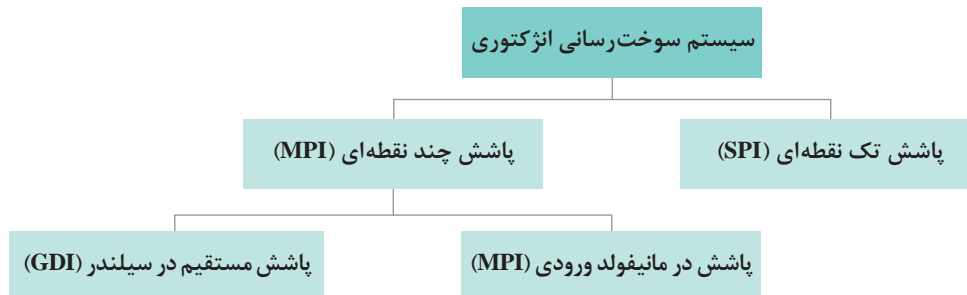 سیستم سوخت‌رسانی انژکتوری
پاشش تک نقطه‌ای (SPI)
پاشش چند نقطه‌ای (MPI)
پاشش در مانیفولد ورودی (MPI)
پاشش مستقیم در سیلندر (GDI)